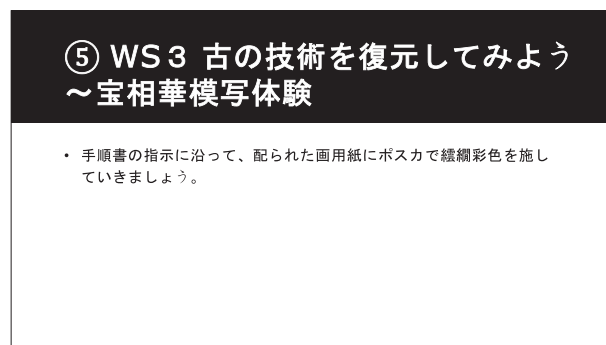 ⑤ WS３ 古の技術を復元してみよう
～宝相華模写体験
• 手順書の指示に沿って、配られた画用紙にポスカで繧繝彩色を施し
ていきましょう。